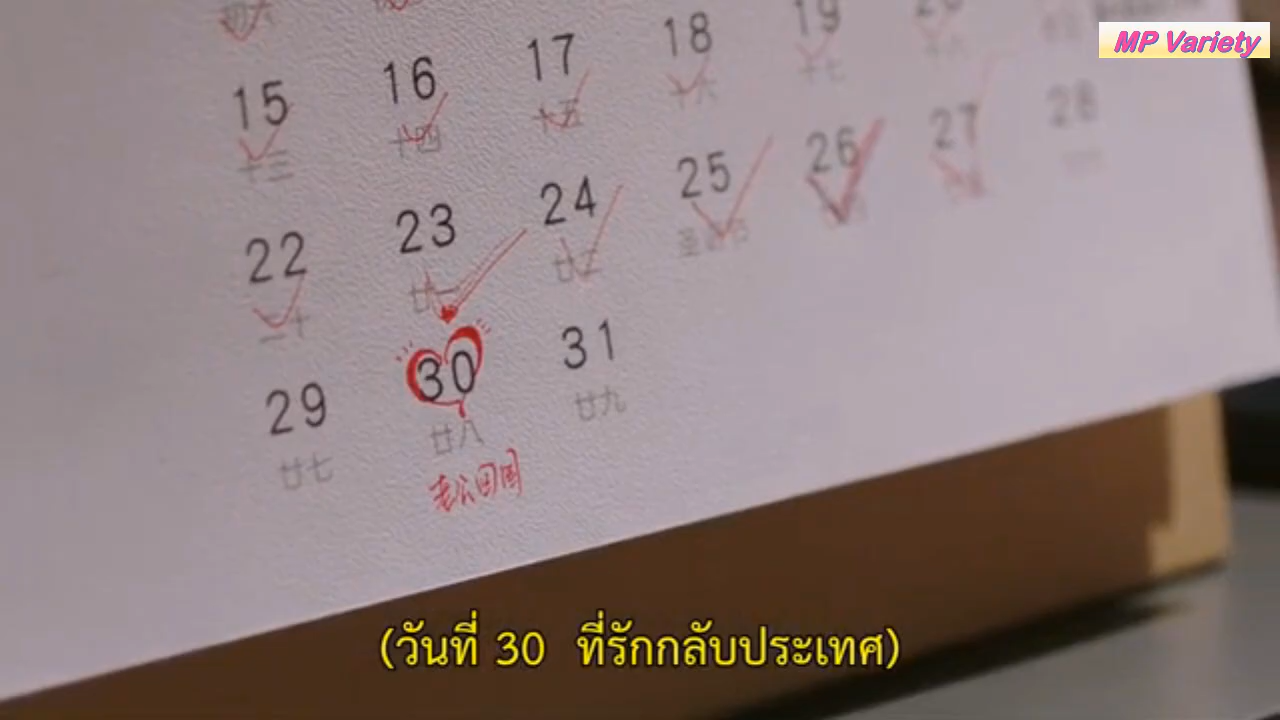 MP Variety
15 16 17 18 19
十三 十四 十五 十六 十七
22 23 24 25 26 27 28
二十 廿一 廿二
29 30 31
廿七 廿八 廿九
老公回国
(วันที่ 30 ที่รักกลับประเทศ)